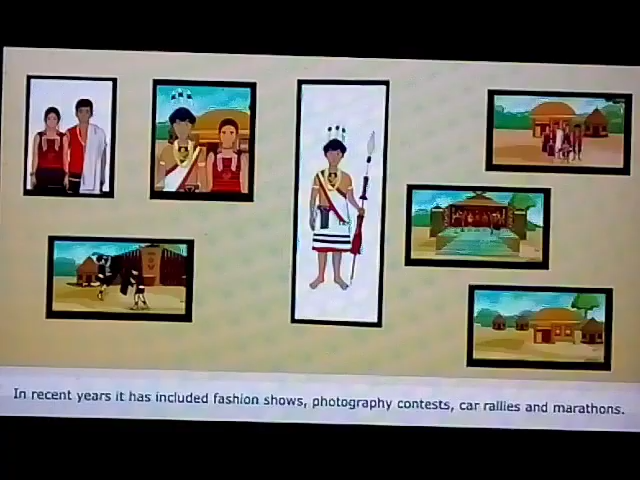 In recent years it has included fashion shows, photography contests, car rallies and marathons.